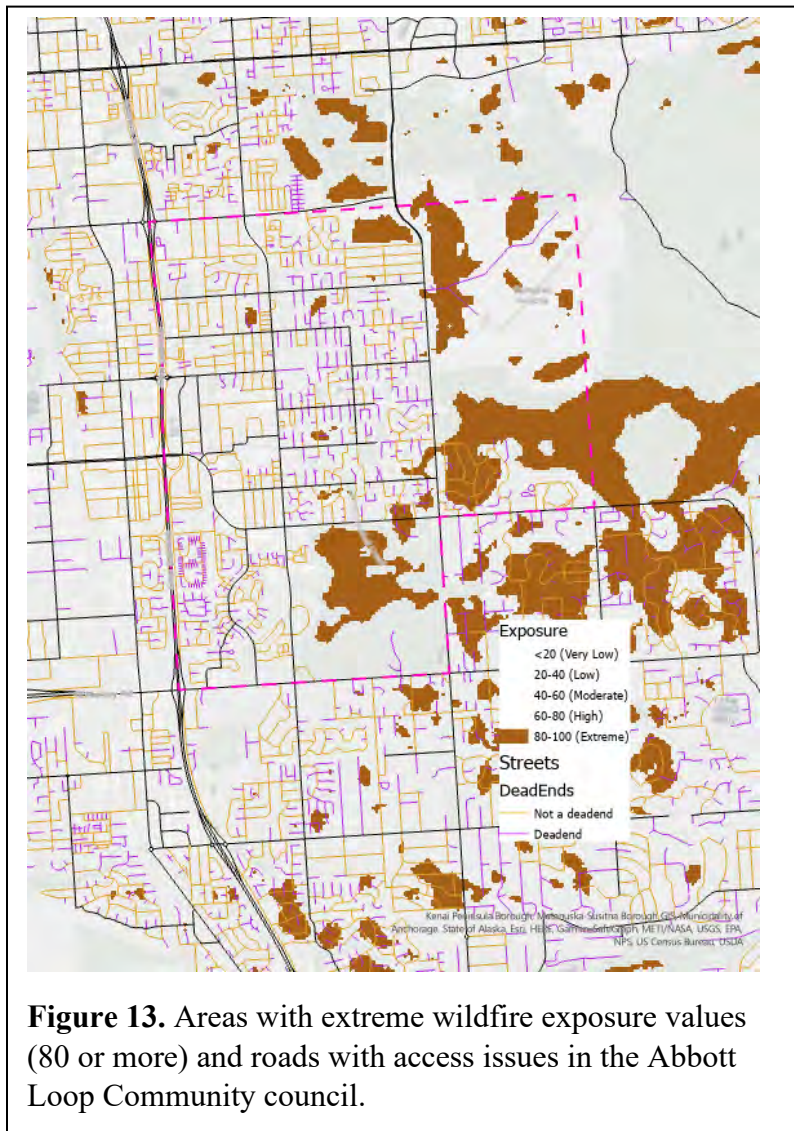 Exposure
<20 (Very Low)
20-40 (Low)
40-60 (Moderate)
60-80 (High)
80-100 (Extreme)
Streets
DeadEnds
Not a deadend
Deadend
Kenai Peninsula Borough, Matanuska-Susitna Borough GIS, Municipality of
Anchorage, State of Alaska, Esri, HERE, Garmin, SafeGraph, METI/NASA, USGS, EPA,
NPS, US Census Bureau, USDA
Figure 13. Areas with extreme wildfire exposure values
(80 or more) and roads with access issues in the Abbott
Loop Community council.